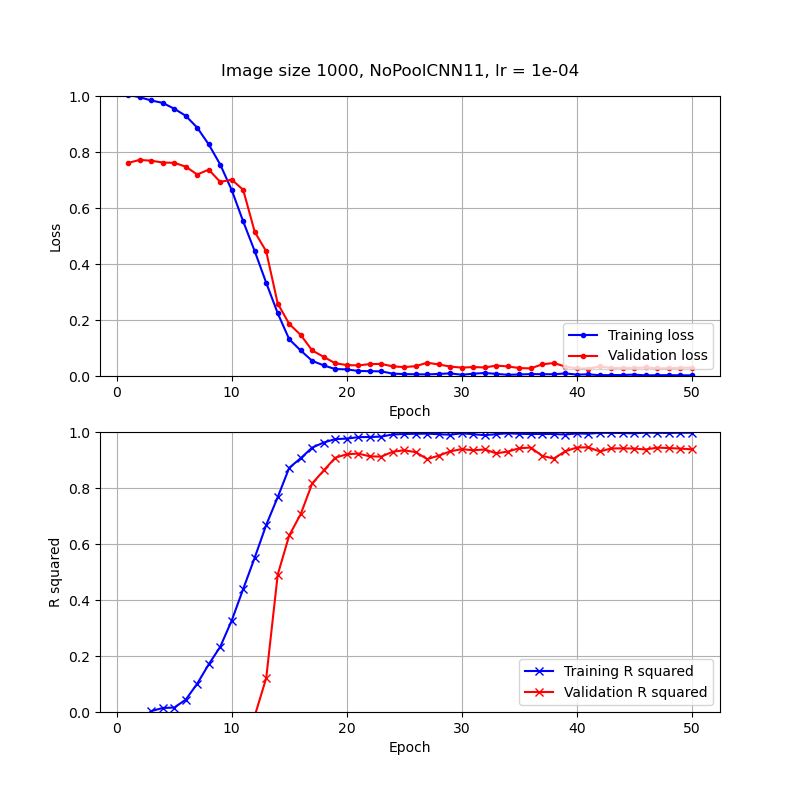 Image size 1000, NoPoolCNN11, lr = 1e-04
1.0
0.8
0.6
0.4
0.2
0.0
Loss
Training loss
Validation loss
0 10 20 30 40 50
Epoch
1.0
0.8
0.6
0.4
0.2
0.0
R squared
Training R squared
Validation R squared
0 10 20 30 40 50
Epoch